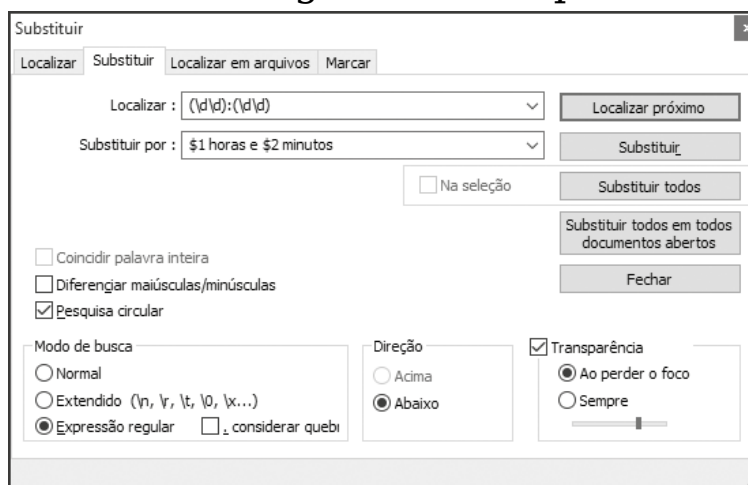 Substituir
Localizar Substituir Localizar em arquivos Marcar
Localizar : (\d\d):(\d\d)
Localizar próximo
Substituir por : $1 horas e $2 minutos
Substituir
Na seleção
Substituir todos
Substituir todos em todos
documentos abertos
Fechar
Coincidir palavra inteira
Diferenciar maiúsculas/minúsculas
Pesquisa circular
Modo de busca
Normal
Extendido (\n, \r, \t, \0, \x...)
Expressão regular . considerar queb
Direção
Acima
Abaixo
Transparência
Ao perder o foco
Sempre